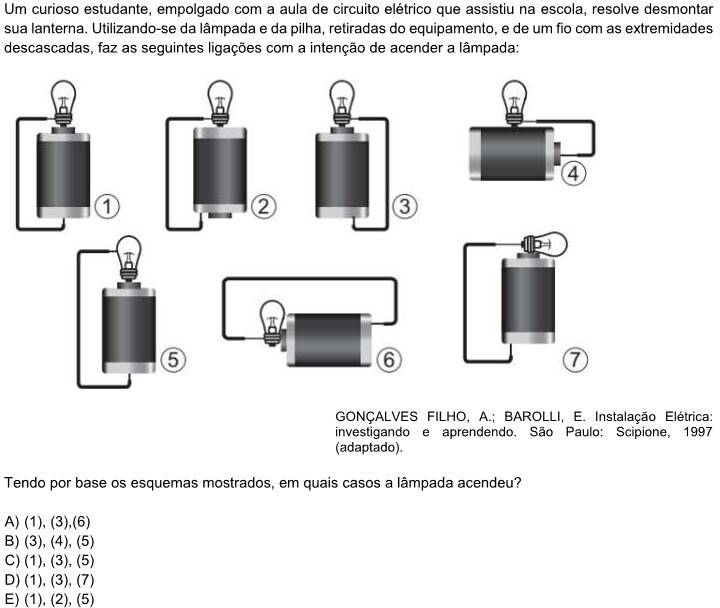 Um curioso estudante, empolgado com a aula de circuito elétrico que assistiu na escola, resolve desmontar
sua lanterna. Utilizando-se da lâmpada e da pilha, retiradas do equipamento, e de um fio com as extremidades
descascadas, faz as seguintes ligações com a intenção de acender a lâmpada:
1
2
3
4
5
6
7
GONÇALVES FILHO, A.; BAROLLI, E. Instalação Elétrica:
investigando e aprendendo. São Paulo: Scipione, 1997
(adaptado).
Tendo por base os esquemas mostrados, em quais casos a lâmpada acendeu?
A) (1), (3),(6)
B) (3), (4), (5)
C) (1), (3), (5)
D) (1), (3), (7)
E) (1), (2), (5)